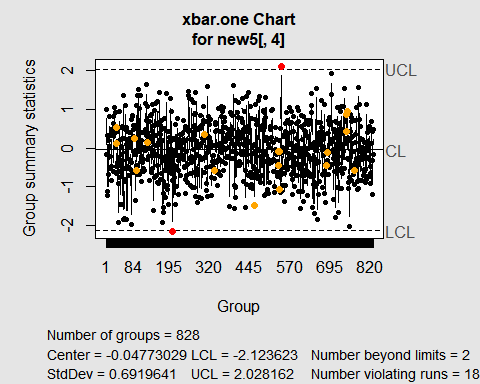 xbar.one Chart
for new5[, 4]
Group summary statistics
2
1
0
-1
-2
UCL
CL
LCL
1 84 195 320 445 570 695 820
Group
Number of groups = 828
Center = -0.04773029 LCL = -2.123623 Number beyond limits = 2
StdDev = 0.6919641 UCL = 2.028162 Number violating runs = 18